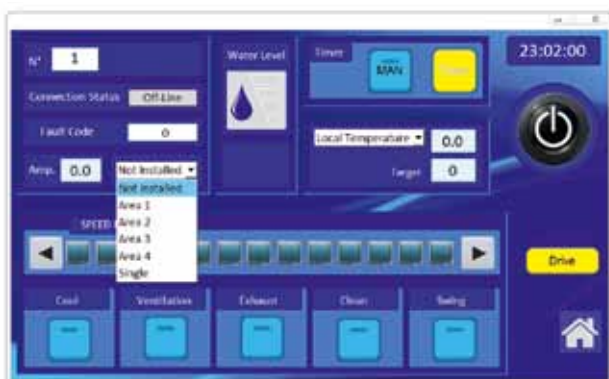 N° 1
Water Level
Timer
MAN
23:02:00
Connection Status Off-Line
Fault Code 0
Local Temperature 0.0
Amp. 0.0 Not Installed
Target 0
Not Installed
Area 1
Area 2
Area 3
Area 4
Single
SPEED
Drive
Cool Ventilation Exhaust Clean Swing